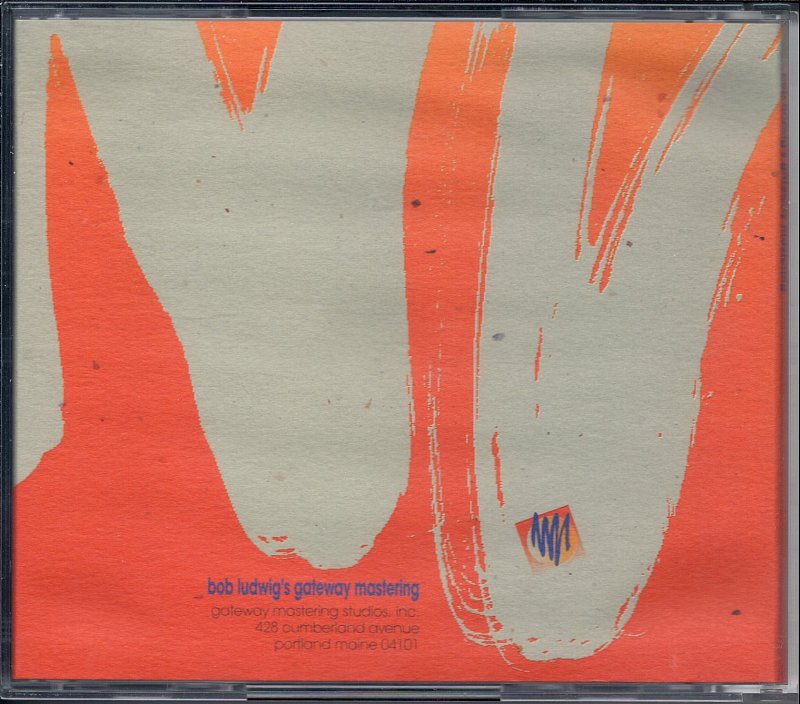 bob ludwig's gateway mastering
gateway mastering studios, inc.
428 cumberland avenue
portland maine 04101